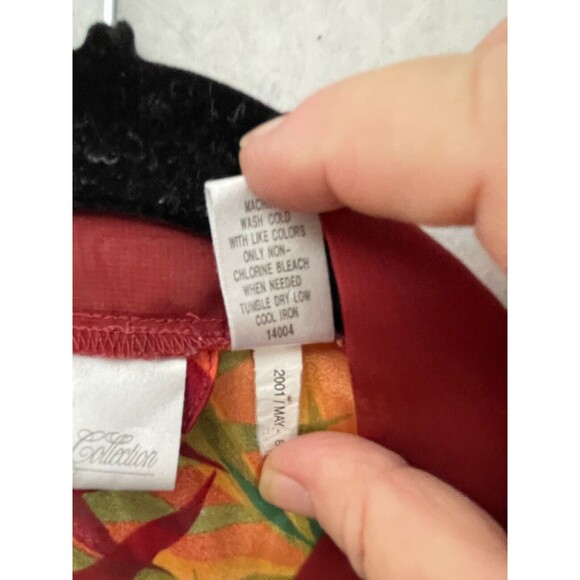 WASH COLD
WITH LIKE COLORS
ONLY NON-
CHLORINE BLEACH
WHEN NEEDED
TUMBLE DRY LOW
COOL IRON
14004
2001 / MAY - 
Collection